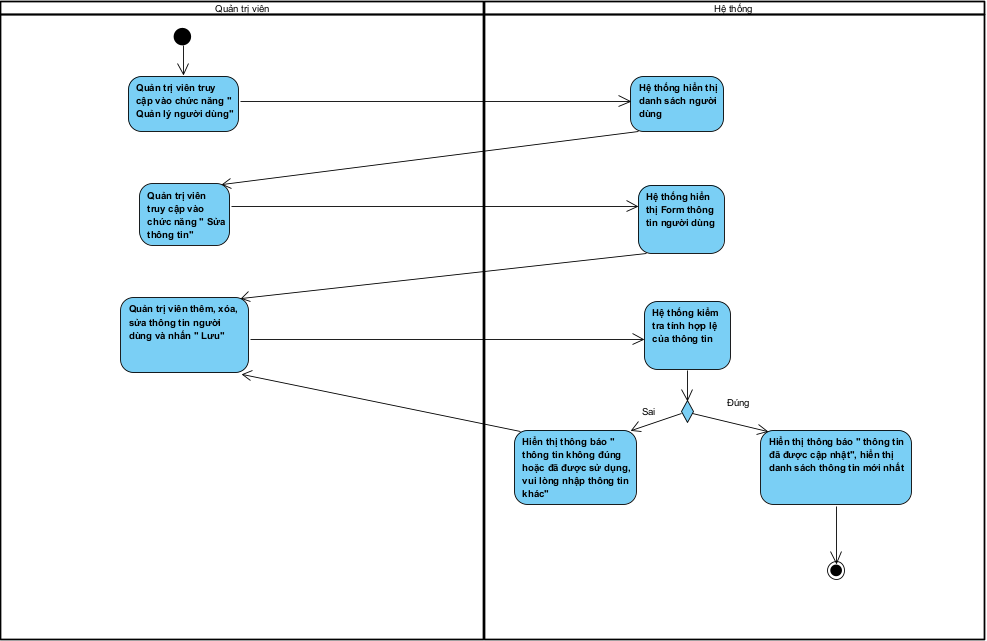 Quản trị viên
Hệ thống
Quản trị viên truy
cập vào chức năng "
Quản lý người dùng"
Hệ thống hiển thị
danh sách người
dùng
Quản trị viên
truy cập vào
chức năng " Sửa
thông tin"
Hệ thống hiển
thị Form thông
tin người dùng
Quản trị viên thêm, xóa,
sửa thông tin người
dùng và nhấn " Lưu"
Hệ thống kiểm
tra tính hợp lệ
của thông tin
Sai
Đúng
Hiển thị thông báo "
thông tin không đúng
hoặc đã được sử dụng,
vui lòng nhập thông tin
khác"
Hiển thị thông báo " thông tin
đã được cập nhật", hiển thị
danh sách thông tin mới nhất